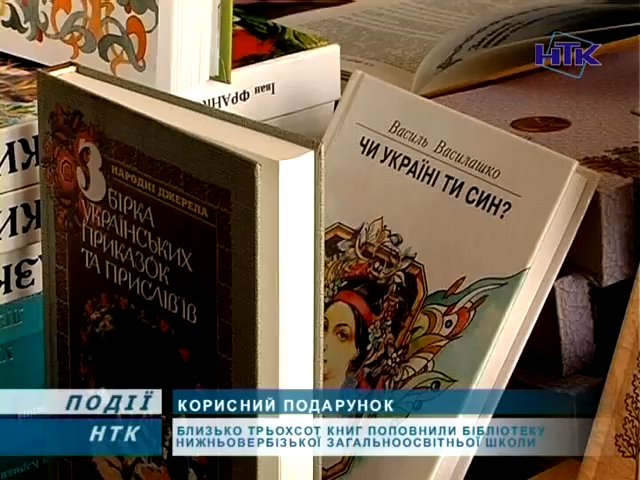 НТК
Іван ФРАНК
Василь Василашко
ЧИ УКРАЇНІ ТИ СИН?
НАРОДНІ ДЖЕРЕЛА
ЗБІРКА
УКРАЇНСЬКИХ
ПРИКАЗОК
ТА ПРИСЛІВ'ЇВ
ПОДІЇ
НТК
КОРИСНИЙ ПОДАРУНОК
БЛИЗЬКО ТРЬОХСОТ КНИГ ПОПОВНИЛИ БІБЛІОТЕКУ
НИЖНЬОВЕРБІЗЬКОЇ ЗАГАЛЬНООСВІТНЬОЇ ШКОЛИ